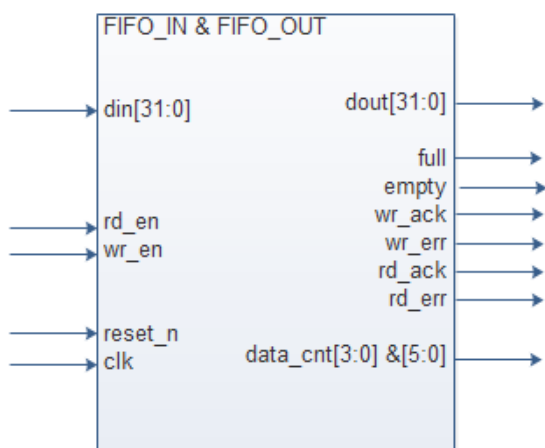 FIFO_IN & FIFO_OUT
din[31:0]
dout[31:0]
full
empty
rd_en
wr_ack
wr_en
wr_err
rd_ack
rd_err
reset_n
clk
data_cnt[3:0] &[5:0]